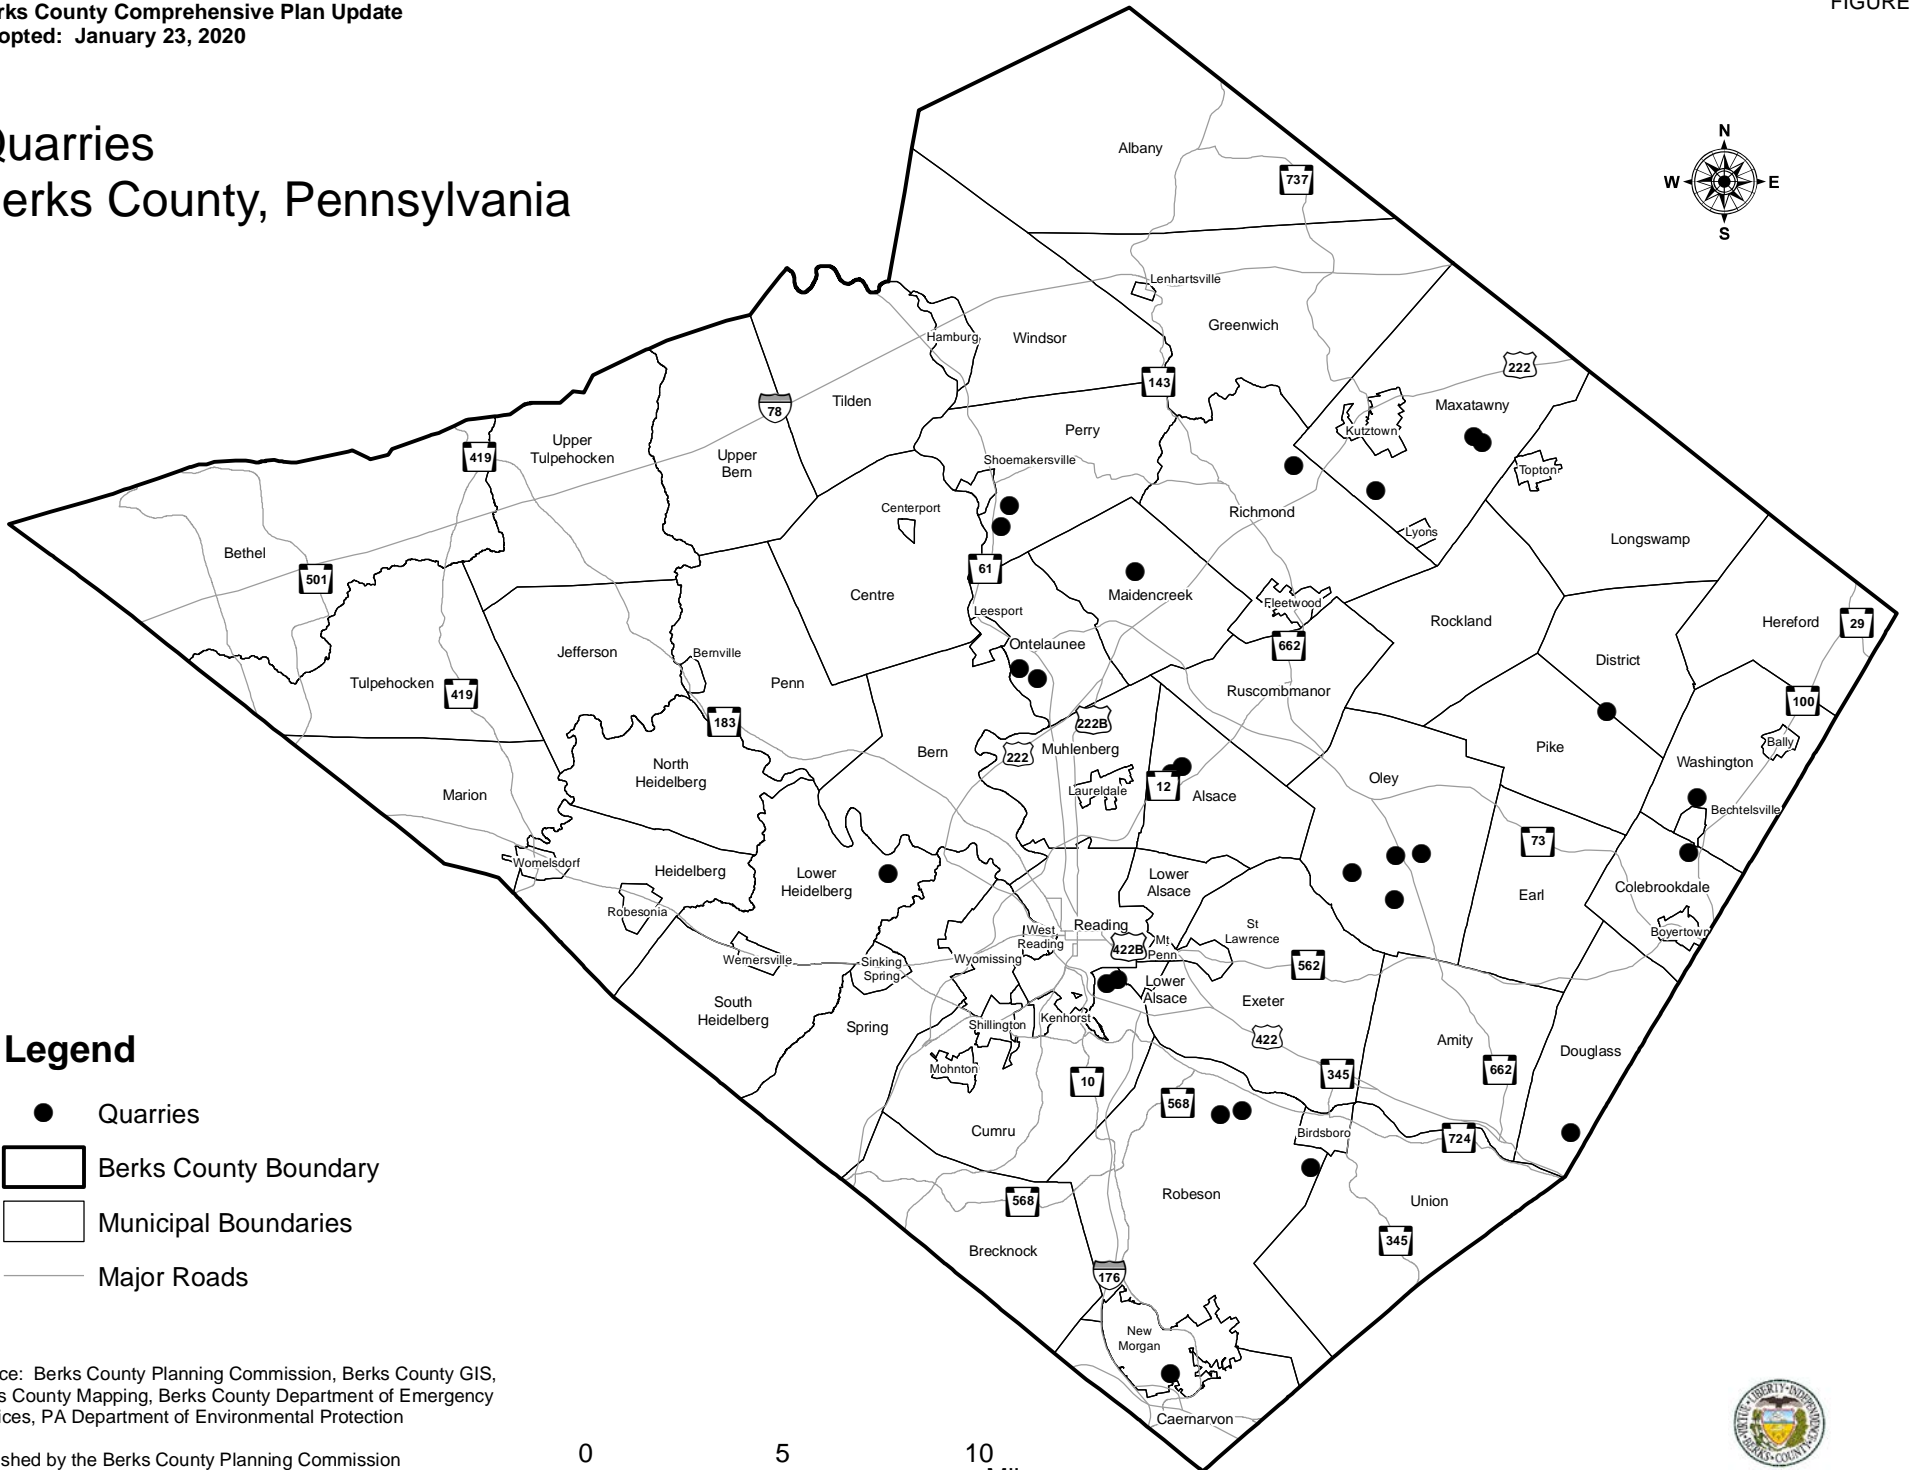 rks County Comprehensive Plan Update
opted: January 23, 2020
FIGURE
Quarries
erks County, Pennsylvania
N
W
E
S
Albany
737
Lenhartsville
Greenwich
Hamburg
Windsor
143
222
Tilden
78
Maxatawny
Kutztown
Perry
Upper
Tulpehocken
419
Upper
Bern
Shoemakersville
Topton
Centerport
Richmond
Lyons
Longswamp
Bethel
501
61
Centre
Maidencreek
Fleetwood
Leesport
Rockland
Hereford
29
Ontelaunee
662
Jefferson
Bernville
District
Tulpehocken
419
Penn
Ruscombmanor
183
222B
100
Bern
222
Muhlenberg
Pike
Bally
Washington
North
Heidelberg
Marion
Laureldale
12
Alsace
Oley
Bechtelsville
73
Womelsdorf
Heidelberg
Lower
Heidelberg
Lower
Alsace
Earl
Colebrookdale
Robesonia
Reading
West
Reading
422B
Mt
Penn
St
Lawrence
Boyertown
Wernersville
Sinking
Spring
Wyomissing
562
Lower
Alsace
South
Heidelberg
Spring
Shillington
Kenhorst
Exeter
422
Amity
Douglass
Mohnton
10
345
662
568
Cumru
Birdsboro
724
Robeson
568
Union
Brecknock
345
176
New
Morgan
Caernarvon
Legend
Quarries
Berks County Boundary
Municipal Boundaries
Major Roads
ce: Berks County Planning Commission, Berks County GIS,
s County Mapping, Berks County Department of Emergency
ices, PA Department of Environmental Protection
shed by the Berks County Planning Commission
0 5 10
VIRTUE LIBERTY INDEPENDENCE
BERKS COUNTY